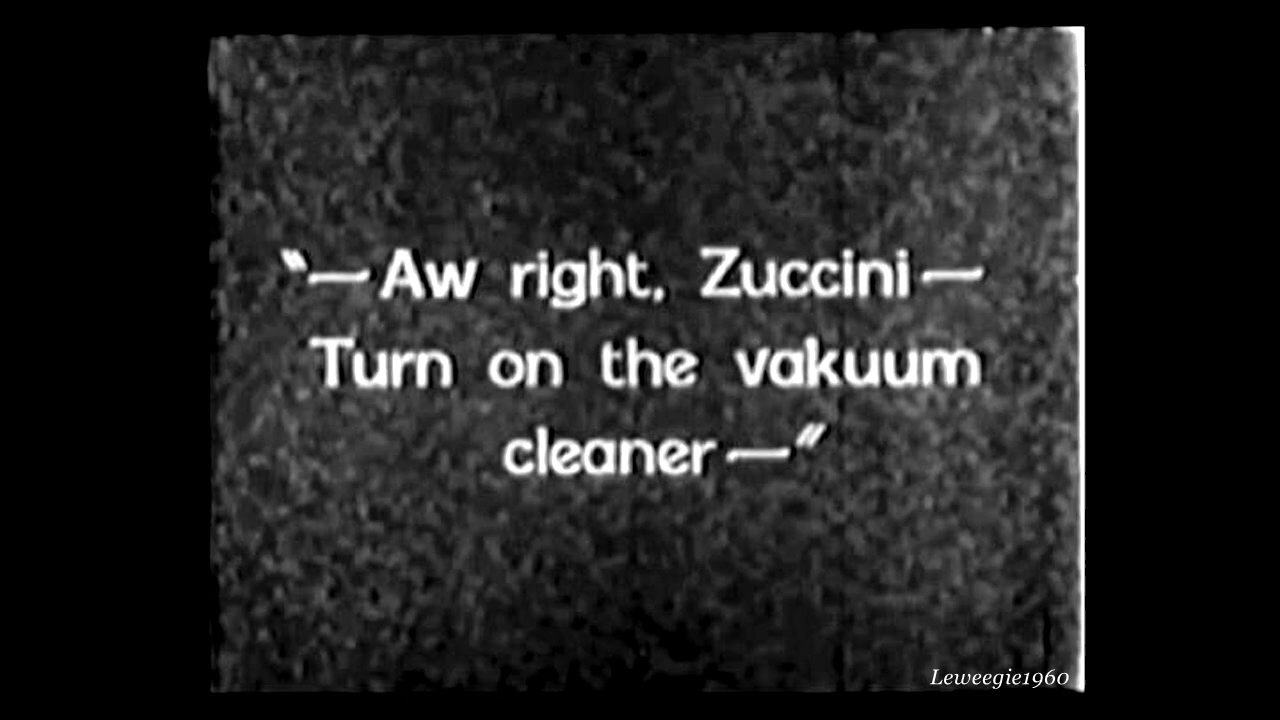 “—Aw right, Zuccini—
Turn on the vakuum
cleaner—”
Leweegie1960